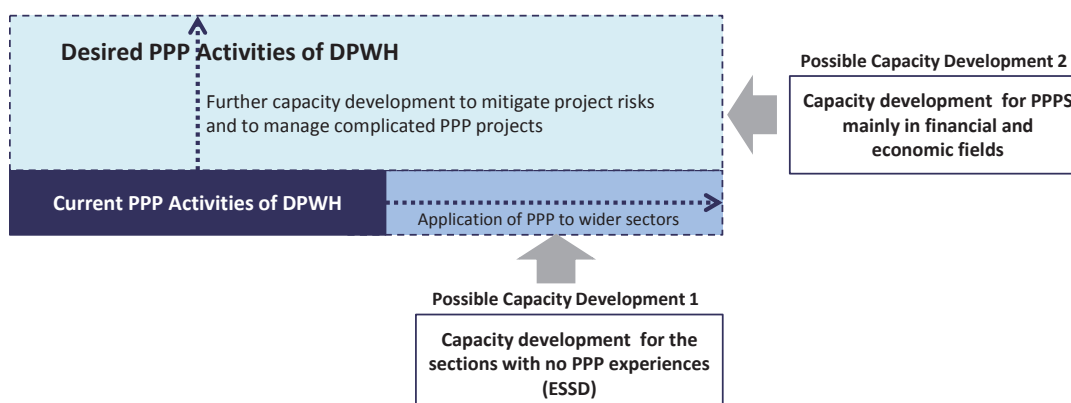 Desired PPP Activities of DPWH
Further capacity development to mitigate project risks
and to manage complicated PPP projects
Current PPP Activities of DPWH
Application of PPP to wider sectors
Possible Capacity Development 2
Capacity development for PPPS
mainly in financial and
economic fields
Possible Capacity Development 1
Capacity development for the
sections with no PPP experiences
(ESSD)